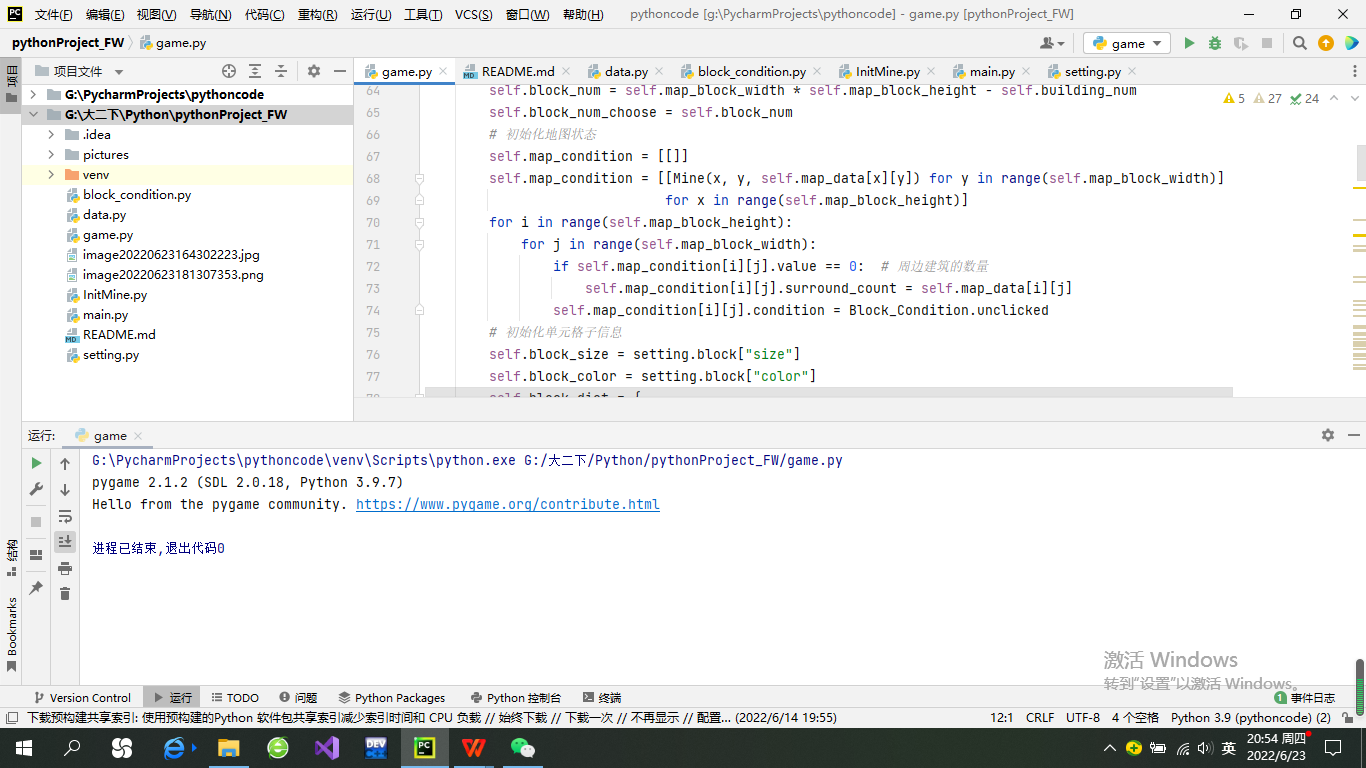 文件(F) 编辑(E) 视图(V) 导航(N) 代码(C) 重构(R) 运行(U) 工具(T) VCS(S) 窗口(W) 帮助(H) pythoncode [g:\PycharmProjects\pythoncode] - game.py [pythonProject_FW]
pythonProject_FW game.py game
项目
项目文件
game.py README.md data.py block_condition.py InitMine.py main.py setting.py
G:\PycharmProjects\pythoncode
G:\大二下\Python\pythonProject_FW
.idea
pictures
venv
block_condition.py
data.py
game.py
image20220623164302223.jpg
image20220623181307353.png
InitMine.py
main.py
README.md
setting.py
5 27 24
64 self.block_num = self.map_block_width * self.map_block_height - self.building_num
65 self.block_num_choose = self.block_num
66 # 初始化地图状态
67 self.map_condition = [[]]
68 self.map_condition = [[Mine(x, y, self.map_data[x][y]) for y in range(self.map_block_width)]
69 for x in range(self.map_block_height)]
70 for i in range(self.map_block_height):
71 for j in range(self.map_block_width):
72 if self.map_condition[i][j].value == 0: # 周边建筑的数量
73 self.map_condition[i][j].surround_count = self.map_data[i][j]
74 self.map_condition[i][j].condition = Block_Condition.unclicked
75 # 初始化单元格子信息
76 self.block_size = setting.block["size"]
77 self.block_color = setting.block["color"]
78 self.block_dict = {
运行: game
G:\PycharmProjects\pythoncode\venv\Scripts\python.exe G:/大二下/Python/pythonProject_FW/game.py
pygame 2.1.2 (SDL 2.0.18, Python 3.9.7)
Hello from the pygame community. https://www.pygame.org/contribute.html
进程已结束,退出代码0
结构
Bookmarks
激活 Windows
转到"设置"以激活 Windows。
Version Control 运行 TODO 问题 Python Packages Python 控制台 终端 1 事件日志
下载预构建共享索引: 使用预构建的Python 软件包共享索引减少索引时间和 CPU 负载 // 始终下载 // 下载一次 // 不再显示 // 配置... (2022/6/14 19:55) 12:1 CRLF UTF-8 4 个空格 Python 3.9 (pythoncode) (2)
DEV PC 英 20:54 周四
2022/6/23